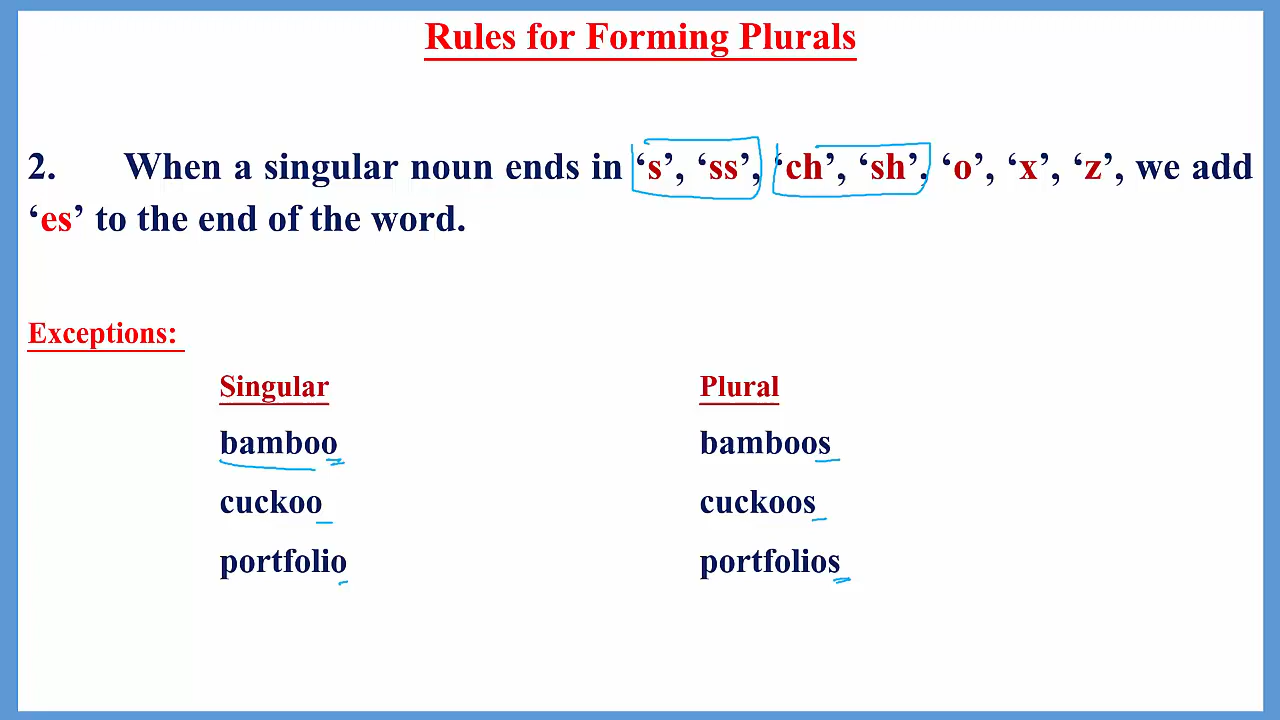 Rules for Forming Plurals
2. When a singular noun ends in ‘s’, ‘ss’, ‘ch’, ‘sh’, ‘o’, ‘x’, ‘z’, we add
‘es’ to the end of the word.
Exceptions:
Singular Plural
bamboo bamboos
cuckoo cuckoos
portfolio portfolios